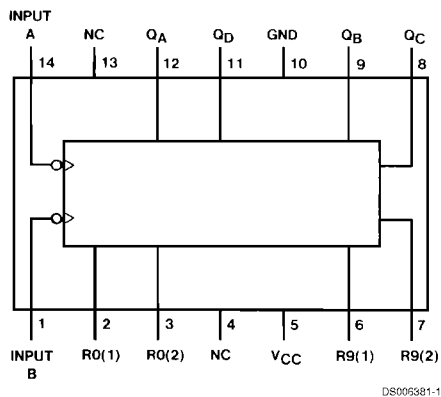 INPUT
A NC QA QD GND QB QC
14 13 12 11 10 9 8
1 2 3 4 5 6 7
INPUT R0(1) R0(2) NC VCC R9(1) R9(2)
B
DS006381-1